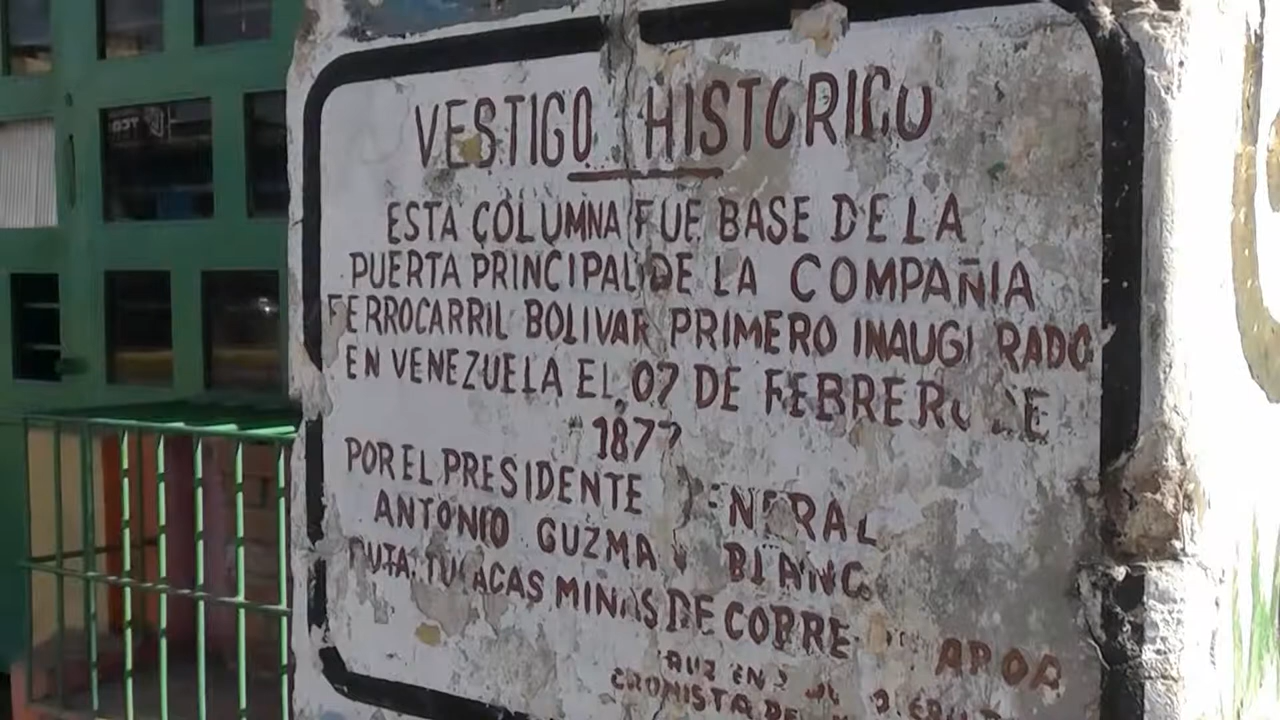 VESTIGO HISTORICO
ESTA COLUMNA FUE BASE DE LA
PUERTA PRINCIPAL DE LA COMPAÑIA
FERROCARRIL BOLIVAR PRIMERO INAUGURADO
EN VENEZUELA EL 07 DE FEBRERO DE
1877
POR EL PRESIDENTE GENERAL
ANTONIO GUZMAN BLANCO
RUTA: TUCACAS MINAS DE COBRE AROA
CRONISTA DE